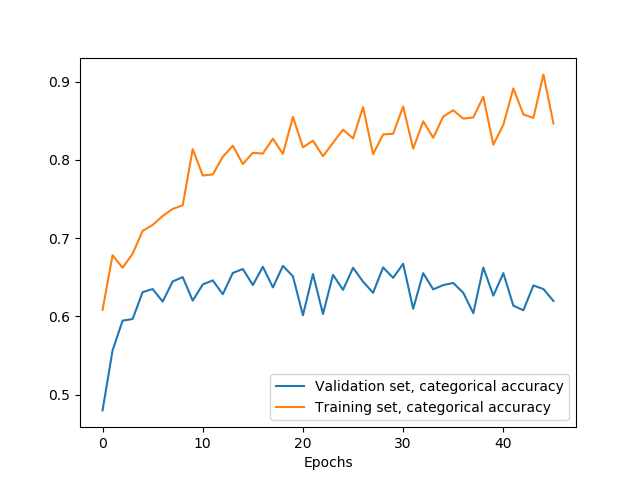 0.9
0.8
0.7
0.6
0.5
Validation set, categorical accuracy
Training set, categorical accuracy
0 10 20 30 40
Epochs